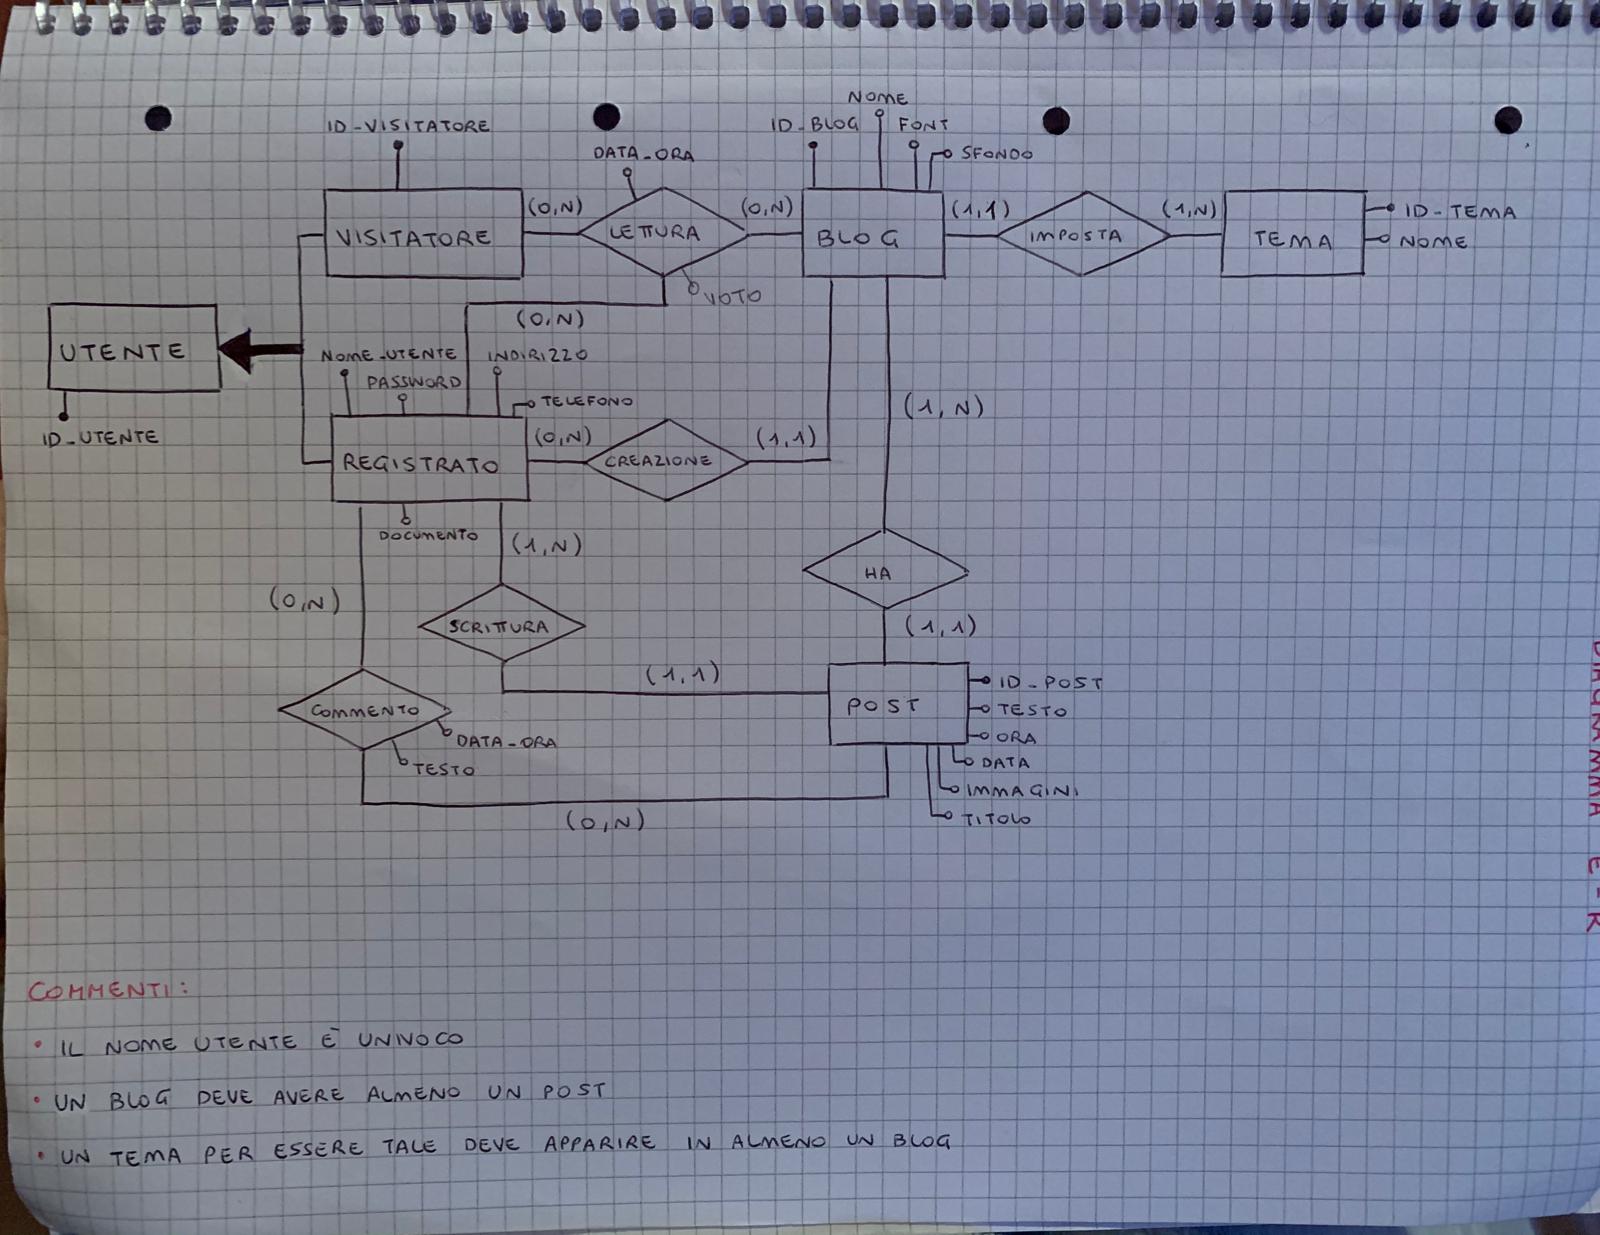 NOME
ID-VISITATORE
ID-BLOG
FONT
DATA-ORA
SFONDO
(0,N)
(0,N)
(1,1)
(1,N)
ID-TEMA
VISITATORE
LETTURA
BLOG
IMPOSTA
TEMA
NOME
VOTO
(0,N)
UTENTE
NOME-UTENTE
INDIRIZZO
PASSWORD
TELEFONO
(1,N)
ID-UTENTE
(0,N)
(1,1)
REGISTRATO
CREAZIONE
DOCUMENTO
(1,N)
HA
(0,N)
SCRITTURA
(1,1)
(1,1)
ID-POST
COMMENTO
POST
TESTO
DATA-ORA
ORA
TESTO
DATA
IMMAGINI
(0,N)
TITOLO
DIAGRAMMA E-R
COMMENTI:
• IL NOME UTENTE È UNIVOCO
• UN BLOG DEVE AVERE ALMENO UN POST
• UN TEMA PER ESSERE TALE DEVE APPARIRE IN ALMENO UN BLOG